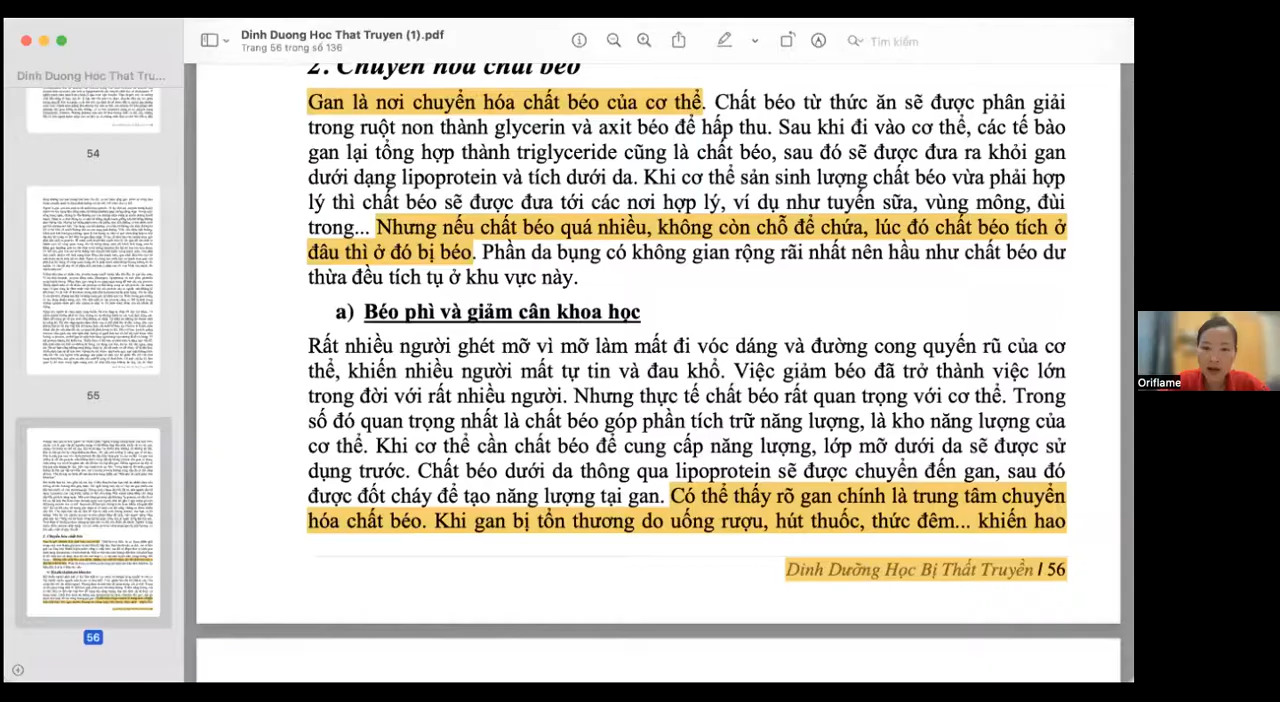 Dinh Duong Hoc That Truyen (1).pdf
Trang 56 trong số 136
Tìm kiếm
Dinh Duong Hoc That Tru...
54
55
56
2. Chuyển hóa chất béo
Gan là nơi chuyển hóa chất béo của cơ thể. Chất béo trong thức ăn sẽ được phân giải
trong ruột non thành glycerin và axit béo để hấp thu. Sau khi đi vào cơ thể, các tế bào
gan lại tổng hợp thành triglyceride cũng là chất béo, sau đó sẽ được đưa ra khỏi gan
dưới dạng lipoprotein và tích dưới da. Khi cơ thể sản sinh lượng chất béo vừa phải hợp
lý thì chất béo sẽ được đưa tới các nơi hợp lý, ví dụ như tuyến sữa, vùng mông, đùi
trong... Nhưng nếu chất béo quá nhiều, không còn chỗ để chứa, lúc đó chất béo tích ở
đâu thì ở đó bị béo. Phần bụng có không gian rộng rãi nhất nên hầu như chất béo dư
thừa đều tích tụ ở khu vực này.
a) Béo phì và giảm cân khoa học
Rất nhiều người ghét mỡ vì mỡ làm mất đi vóc dáng và đường cong quyến rũ của cơ
thể, khiến nhiều người mất tự tin và đau khổ. Việc giảm béo đã trở thành việc lớn
trong đời với rất nhiều người. Nhưng thực tế chất béo rất quan trọng với cơ thể. Trong
số đó quan trọng nhất là chất béo góp phần tích trữ năng lượng, là kho năng lượng của
cơ thể. Khi cơ thể cần chất béo để cung cấp năng lượng, lớp mỡ dưới da sẽ được sử
dụng trước. Chất béo dưới da thông qua lipoprotein sẽ được chuyển đến gan, sau đó
được đốt cháy để tạo năng lượng tại gan. Có thể thấy rõ gan chính là trung tâm chuyển
hóa chất béo. Khi gan bị tổn thương do uống rượu, hút thuốc, thức đêm... khiến hao
Dinh Dưỡng Học Bị Thất Truyền / 56
Oriflame